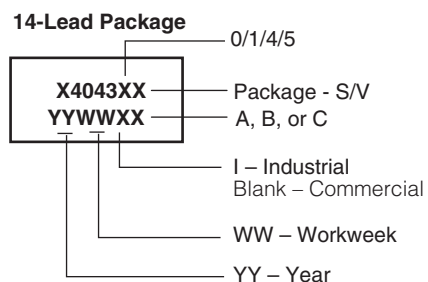 14-Lead Package
0/1/4/5
X4043XX
Package - S/V
YYWWXX
A, B, or C
I – Industrial
Blank – Commercial
WW – Workweek
YY – Year